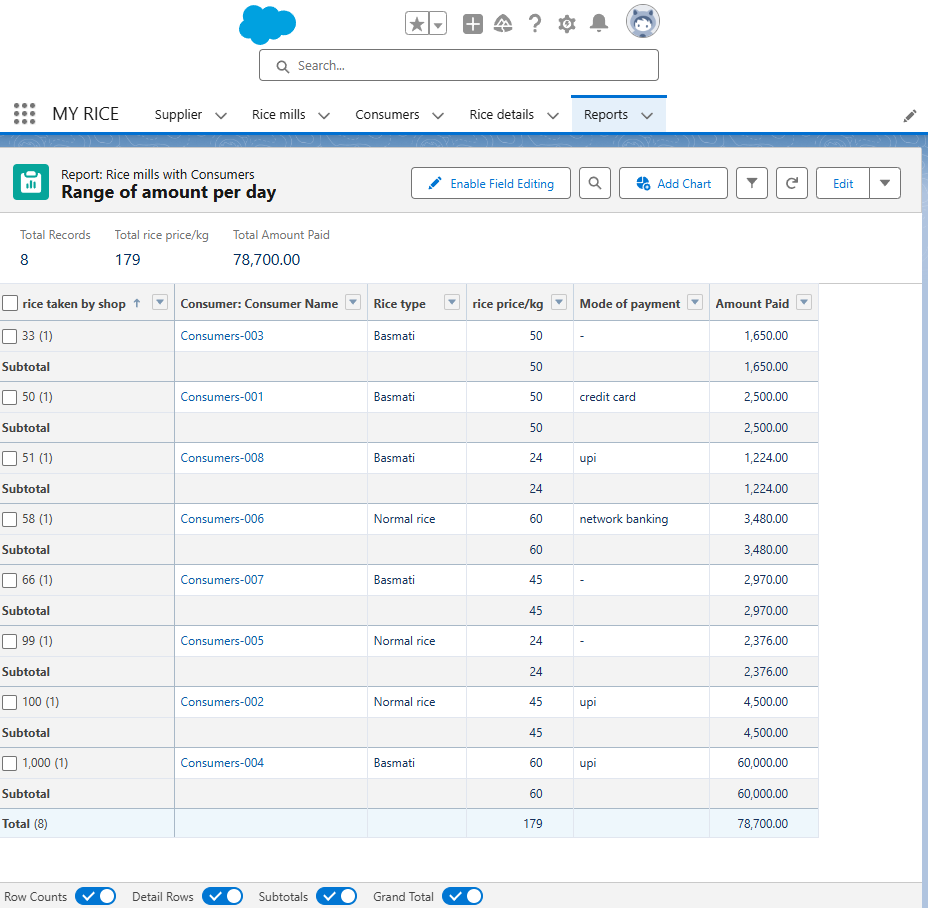 Search...
MY RICE Supplier Rice mills Consumers Rice details Reports
Report: Rice mills with Consumers
Range of amount per day
Enable Field Editing Add Chart Edit
Total Records Total rice price/kg Total Amount Paid
8 179 78,700.00
rice taken by shop ↑ Consumer: Consumer Name Rice type rice price/kg Mode of payment Amount Paid
33 (1) Consumers-003 Basmati 50 - 1,650.00
Subtotal 50 1,650.00
50 (1) Consumers-001 Basmati 50 credit card 2,500.00
Subtotal 50 2,500.00
51 (1) Consumers-008 Basmati 24 upi 1,224.00
Subtotal 24 1,224.00
58 (1) Consumers-006 Normal rice 60 network banking 3,480.00
Subtotal 60 3,480.00
66 (1) Consumers-007 Basmati 45 - 2,970.00
Subtotal 45 2,970.00
99 (1) Consumers-005 Normal rice 24 - 2,376.00
Subtotal 24 2,376.00
100 (1) Consumers-002 Normal rice 45 upi 4,500.00
Subtotal 45 4,500.00
1,000 (1) Consumers-004 Basmati 60 upi 60,000.00
Subtotal 60 60,000.00
Total (8) 179 78,700.00
Row Counts Detail Rows Subtotals Grand Total